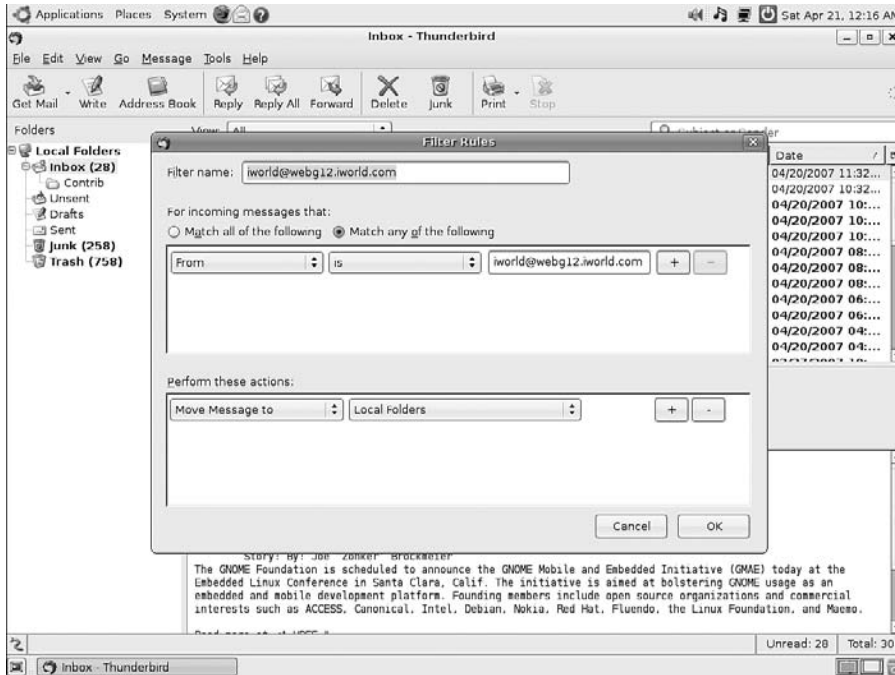 Applications Places System
Sat Apr 21, 12:16 AM
Inbox - Thunderbird
File Edit View Go Message Tools Help
Get Mail Write Address Book Reply Reply All Forward Delete Junk Print Stop
Folders
View: All
Subject or Sender
Local Folders
Inbox (28)
Contrib
Unsent
Drafts
Sent
Junk (258)
Trash (758)
Filter Rules
Filter name: iworld@webg12.iworld.com
For incoming messages that:
Match all of the following Match any of the following
From is iworld@webg12.iworld.com + -
Perform these actions:
Move Message to Local Folders + -
Cancel OK
Date
04/20/2007 11:32...
04/20/2007 10:32...
04/20/2007 10:...
04/20/2007 10:...
04/20/2007 10:...
04/20/2007 08:...
04/20/2007 08:...
04/20/2007 08:...
04/20/2007 06:...
04/20/2007 06:...
04/20/2007 04:...
04/20/2007 04:...
Story: By: Joe 'Zonker' Brockmeier
The GNOME Foundation is scheduled to announce the GNOME Mobile and Embedded Initiative (GMAE) today at the
Embedded Linux Conference in Santa Clara, Calif. The initiative is aimed at bolstering GNOME usage as an
embedded and mobile development platform. Founding members include open source organizations and commercial
interests such as ACCESS, Canonical, Intel, Debian, Nokia, Red Hat, Fluendo, the Linux Foundation, and Maemo.
Unread: 28 Total: 30
Inbox - Thunderbird